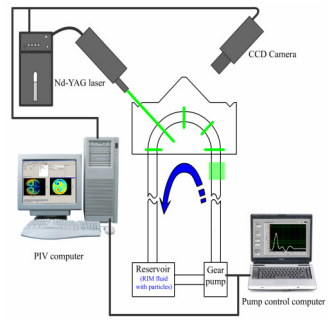 CCD Camera
Nd-YAG laser
PIV computer
Reservoir
(RIM fluid
with particles)
Gear
pump
Pump control computer